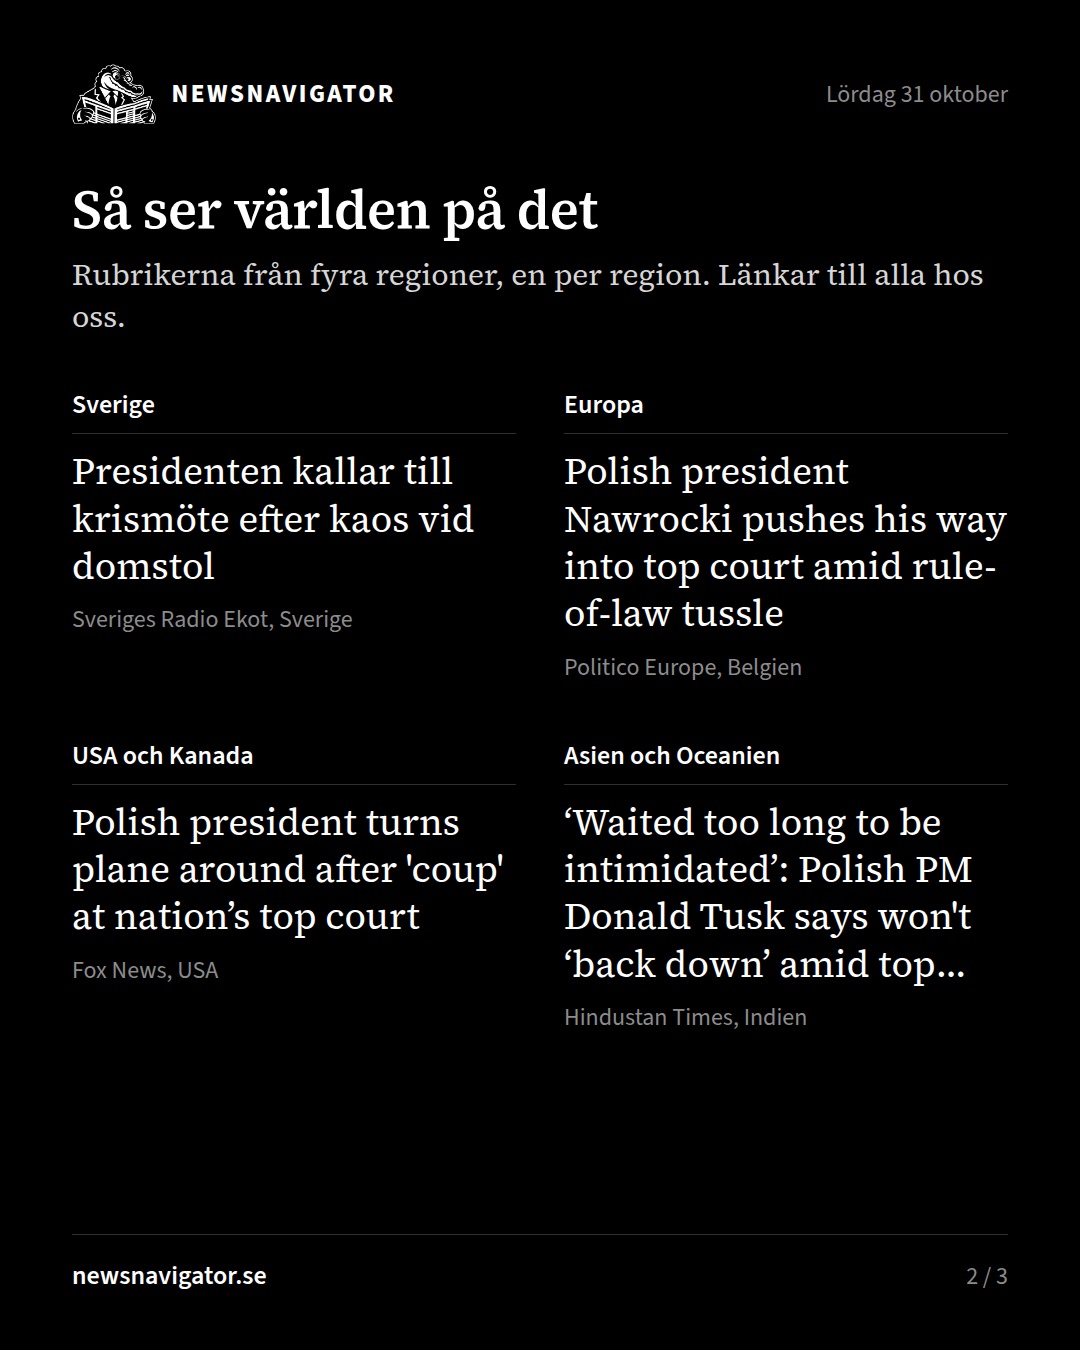 NEWSNAVIGATOR
Lördag 31 oktober
Så ser världen på det
Rubrikerna från fyra regioner, en per region. Länkar till alla hos
oss.
Sverige
Presidenten kallar till
krismöte efter kaos vid
domstol
Sveriges Radio Ekot, Sverige
Europa
Polish president
Nawrocki pushes his way
into top court amid rule-
of-law tussle
Politico Europe, Belgien
USA och Kanada
Polish president turns
plane around after 'coup'
at nation’s top court
Fox News, USA
Asien och Oceanien
‘Waited too long to be
intimidated’: Polish PM
Donald Tusk says won't
‘back down’ amid top...
Hindustan Times, Indien
newsnavigator.se
2 / 3